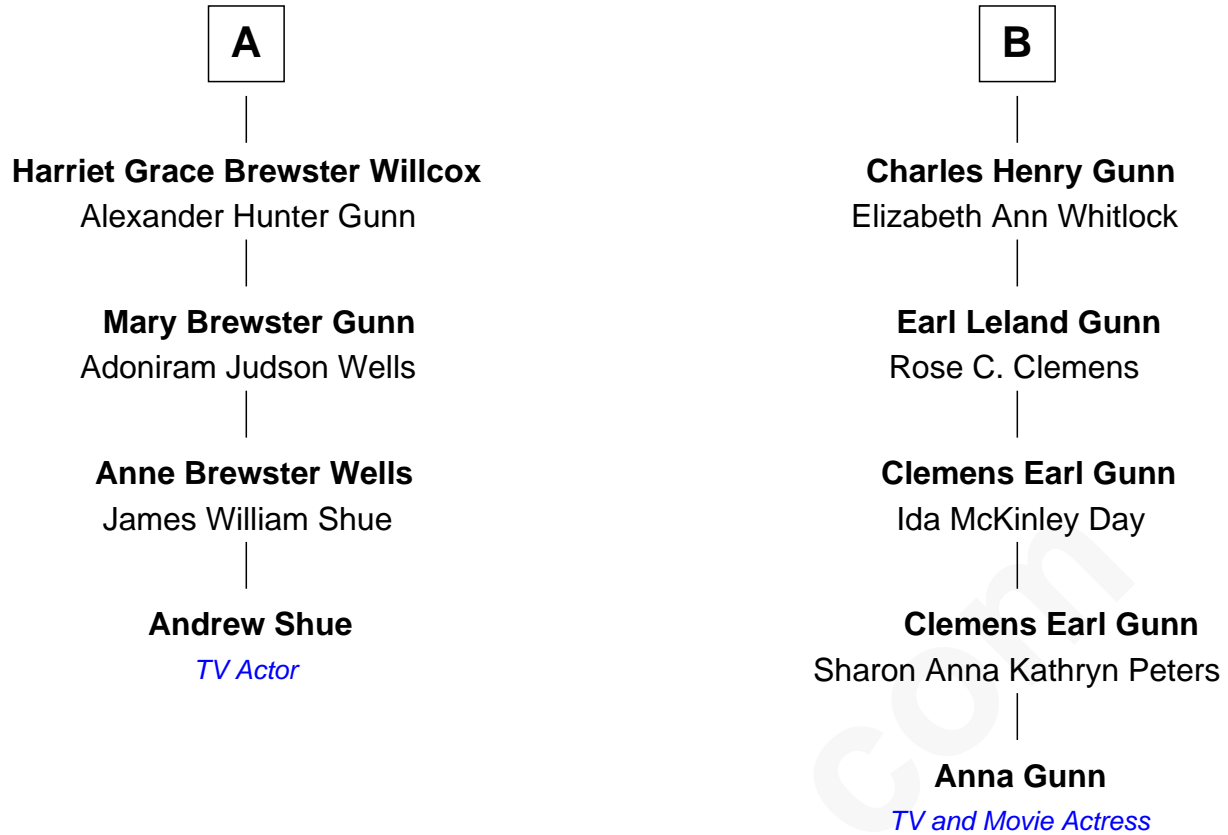 A
Harriet Grace Brewster Willcox
Alexander Hunter Gunn
Mary Brewster Gunn
Adoniram Judson Wells
Anne Brewster Wells
James William Shue
Andrew Shue
TV Actor
B
Charles Henry Gunn
Elizabeth Ann Whitlock
Earl Leland Gunn
Rose C. Clemens
Clemens Earl Gunn
Ida McKinley Day
Clemens Earl Gunn
Sharon Anna Kathryn Peters
Anna Gunn
TV and Movie Actress
com